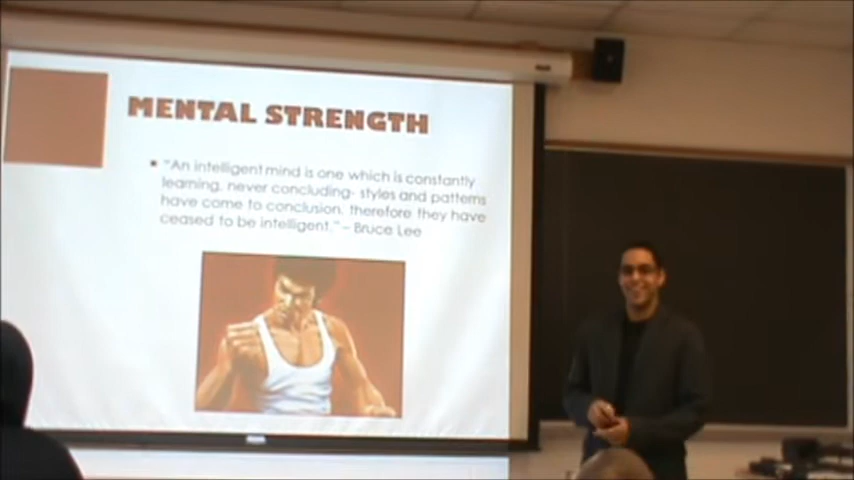 MENTAL STRENGTH
"An intelligent mind is one which is constantly
learning, never concluding- styles and patterns
have come to conclusion, therefore they have
ceased to be intelligent." – Bruce Lee